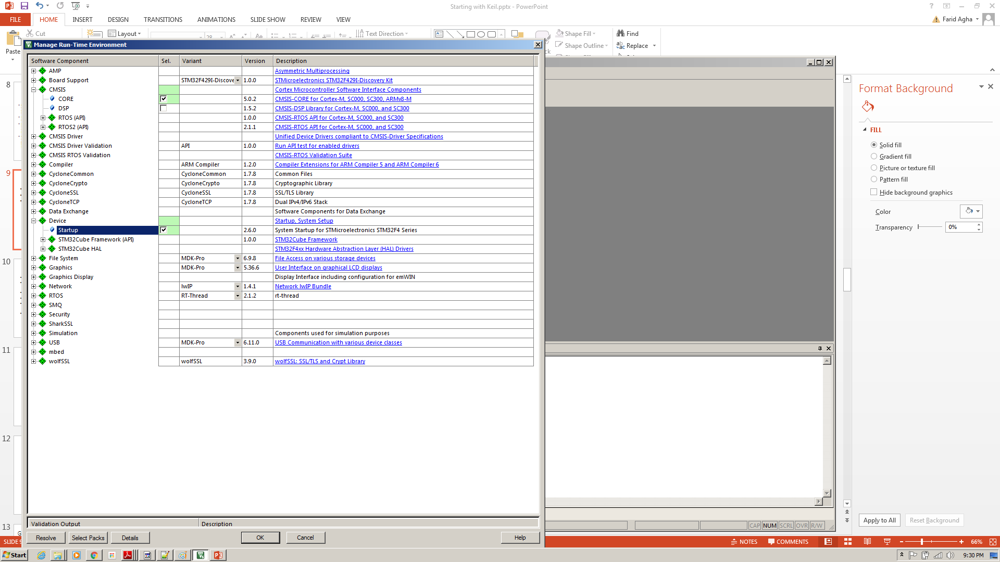 Starting with Keil.pptx - PowerPoint
FILE HOME INSERT DESIGN TRANSITIONS ANIMATIONS SLIDE SHOW REVIEW VIEW
Farid Agha
Cut
Layout
28
Text Direction
Shape Fill
Find
Paste
Shape Outline
Replace
Manage Run-Time Environment
Software Component Sel. Variant Version Description
AMP Asymmetric Multiprocessing
Board Support STM32F429I-Discove 1.0.0 STMicroelectronics STM32F429I-Discovery Kit
CMSIS Cortex Microcontroller Software Interface Components
CORE 5.0.2 CMSIS-CORE for Cortex-M, SC000, SC300, ARMv8-M
DSP 1.5.2 CMSIS-DSP Library for Cortex-M, SC000, and SC300
RTOS (API) 1.0.0 CMSIS-RTOS API for Cortex-M, SC000, and SC300
RTOS2 (API) 2.1.1 CMSIS-RTOS API for Cortex-M, SC000, and SC300
CMSIS Driver Unified Device Drivers compliant to CMSIS-Driver Specifications
CMSIS Driver Validation API 1.0.0 Run API test for enabled drivers
CMSIS RTOS Validation CMSIS-RTOS Validation Suite
Compiler ARM Compiler 1.2.0 Compiler Extensions for ARM Compiler 5 and ARM Compiler 6
CycloneCommon CycloneCommon 1.7.8 Common Files
CycloneCrypto CycloneCrypto 1.7.8 Cryptographic Library
CycloneSSL CycloneSSL 1.7.8 SSL/TLS Library
CycloneTCP CycloneTCP 1.7.8 Dual IPv4/IPv6 Stack
Data Exchange Software Components for Data Exchange
Device Startup, System Setup
Startup 2.6.0 System Startup for STMicroelectronics STM32F4 Series
STM32Cube Framework (API) 1.0.0 STM32Cube Framework
STM32Cube HAL STM32F4xx Hardware Abstraction Layer (HAL) Drivers
File System MDK-Pro 6.9.8 File Access on various storage devices
Graphics MDK-Pro 5.36.6 User Interface on graphical LCD displays
Graphics Display Display Interface including configuration for emWIN
Network lwIP 1.4.1 Network lwIP Bundle
RTOS RT-Thread 2.1.2 rt-thread
SMQ
Security
SharkSSL
Simulation Components used for simulation purposes
USB MDK-Pro 6.11.0 USB Communication with various device classes
mbed
wolfSSL wolfSSL 3.9.0 wolfSSL: SSL/TLS and Crypt Library
Validation Output Description
Resolve Select Packs Details OK Cancel Help
8
9
10
11
12
13
Format Background
FILL
Solid fill
Gradient fill
Picture or texture fill
Pattern fill
Hide background graphics
Color
Transparency 0%
Apply to All Reset Background
CAP NUM SCRL OVR R/W
SLIDE 9
NOTES COMMENTS 66%
Start 9:30 PM